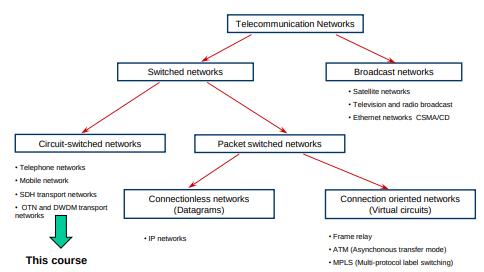 Telecommunication Networks
Switched networks
Broadcast networks
• Satellite networks
• Television and radio broadcast
• Ethernet networks CSMA/CD
Circuit-switched networks
Packet switched networks
• Telephone networks
• Mobile network
• SDH transport networks
• OTN and DWDM transport
networks
Connectionless networks
(Datagrams)
Connection oriented networks
(Virtual circuits)
• IP networks
• Frame relay
• ATM (Asynchonous transfer mode)
• MPLS (Multi-protocol label switching)
This course